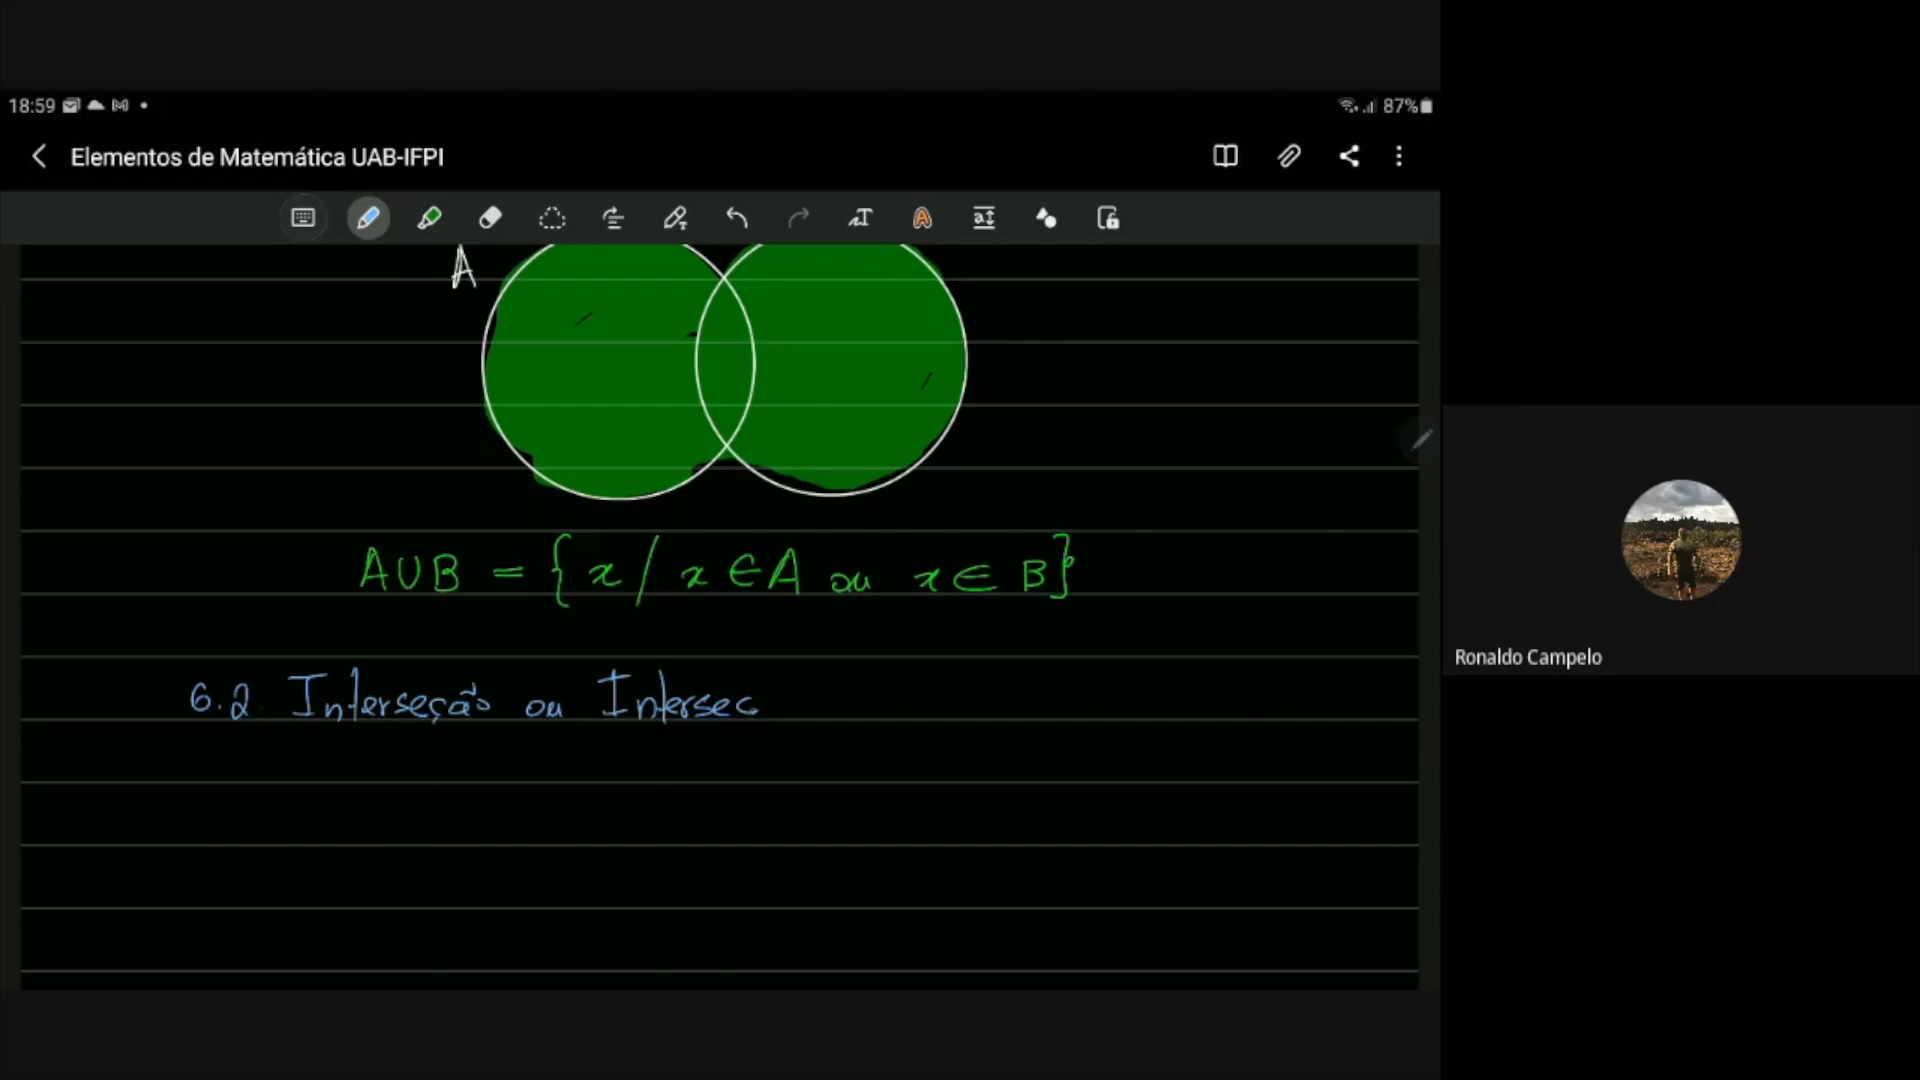 18:59 87%
Elementos de Matemática UAB-IFPI
A
A∪B = {x / x ∈ A ou x ∈ B}
6.2. Interseção ou Intersec
Ronaldo Campelo